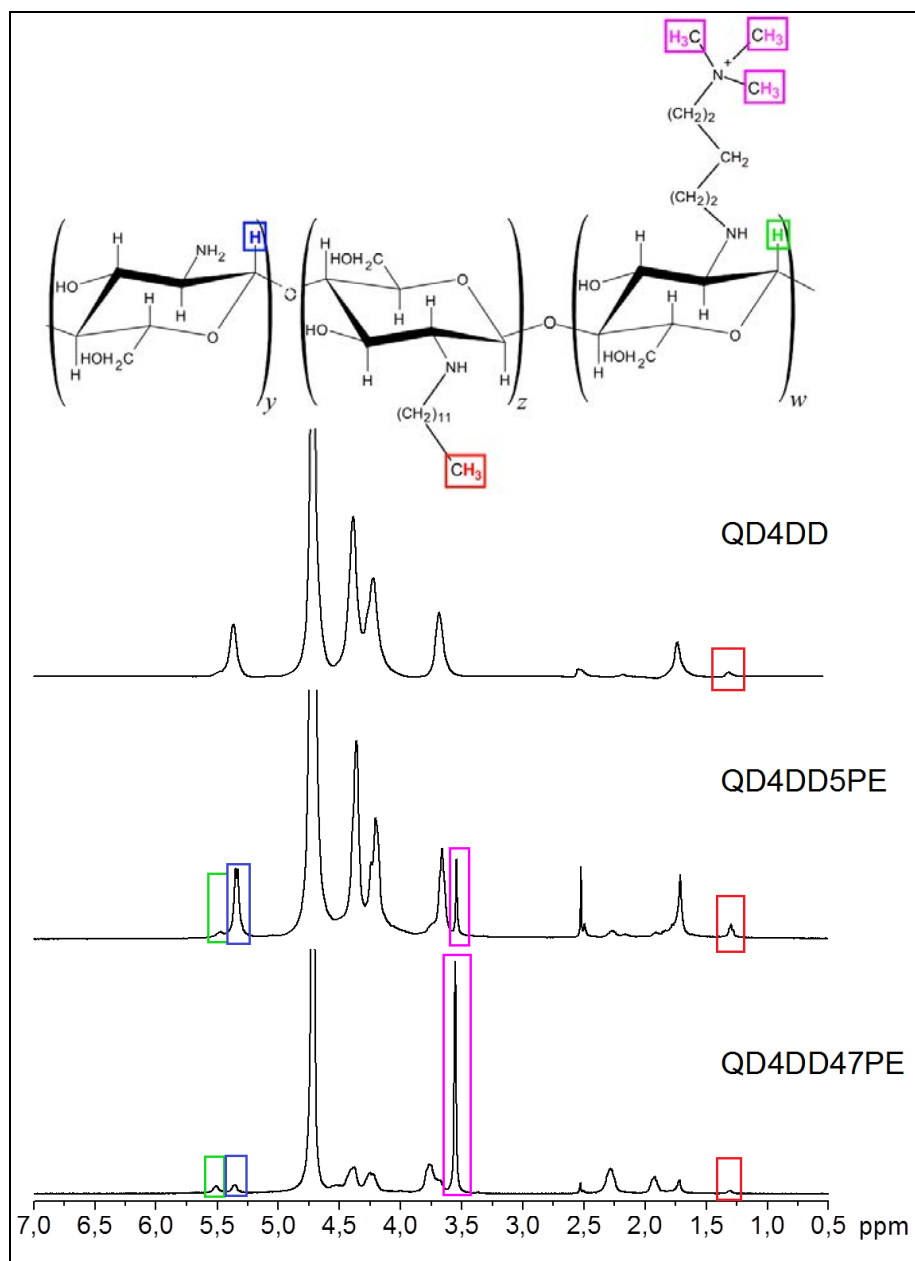 H₃C CH₃
N +
CH₃
(CH₂)₂
CH₂
(CH₂)₂
H NH₂ H HOH₂C O H NH H
HO H O HO H O HO H O
HOH₂C H O H NH H HOH₂C H
H y (CH₂)₁₁ z H w
CH₃
QD4DD
QD4DD5PE
QD4DD47PE
7,0 6,5 6,0 5,5 5,0 4,5 4,0 3,5 3,0 2,5 2,0 1,5 1,0 0,5 ppm